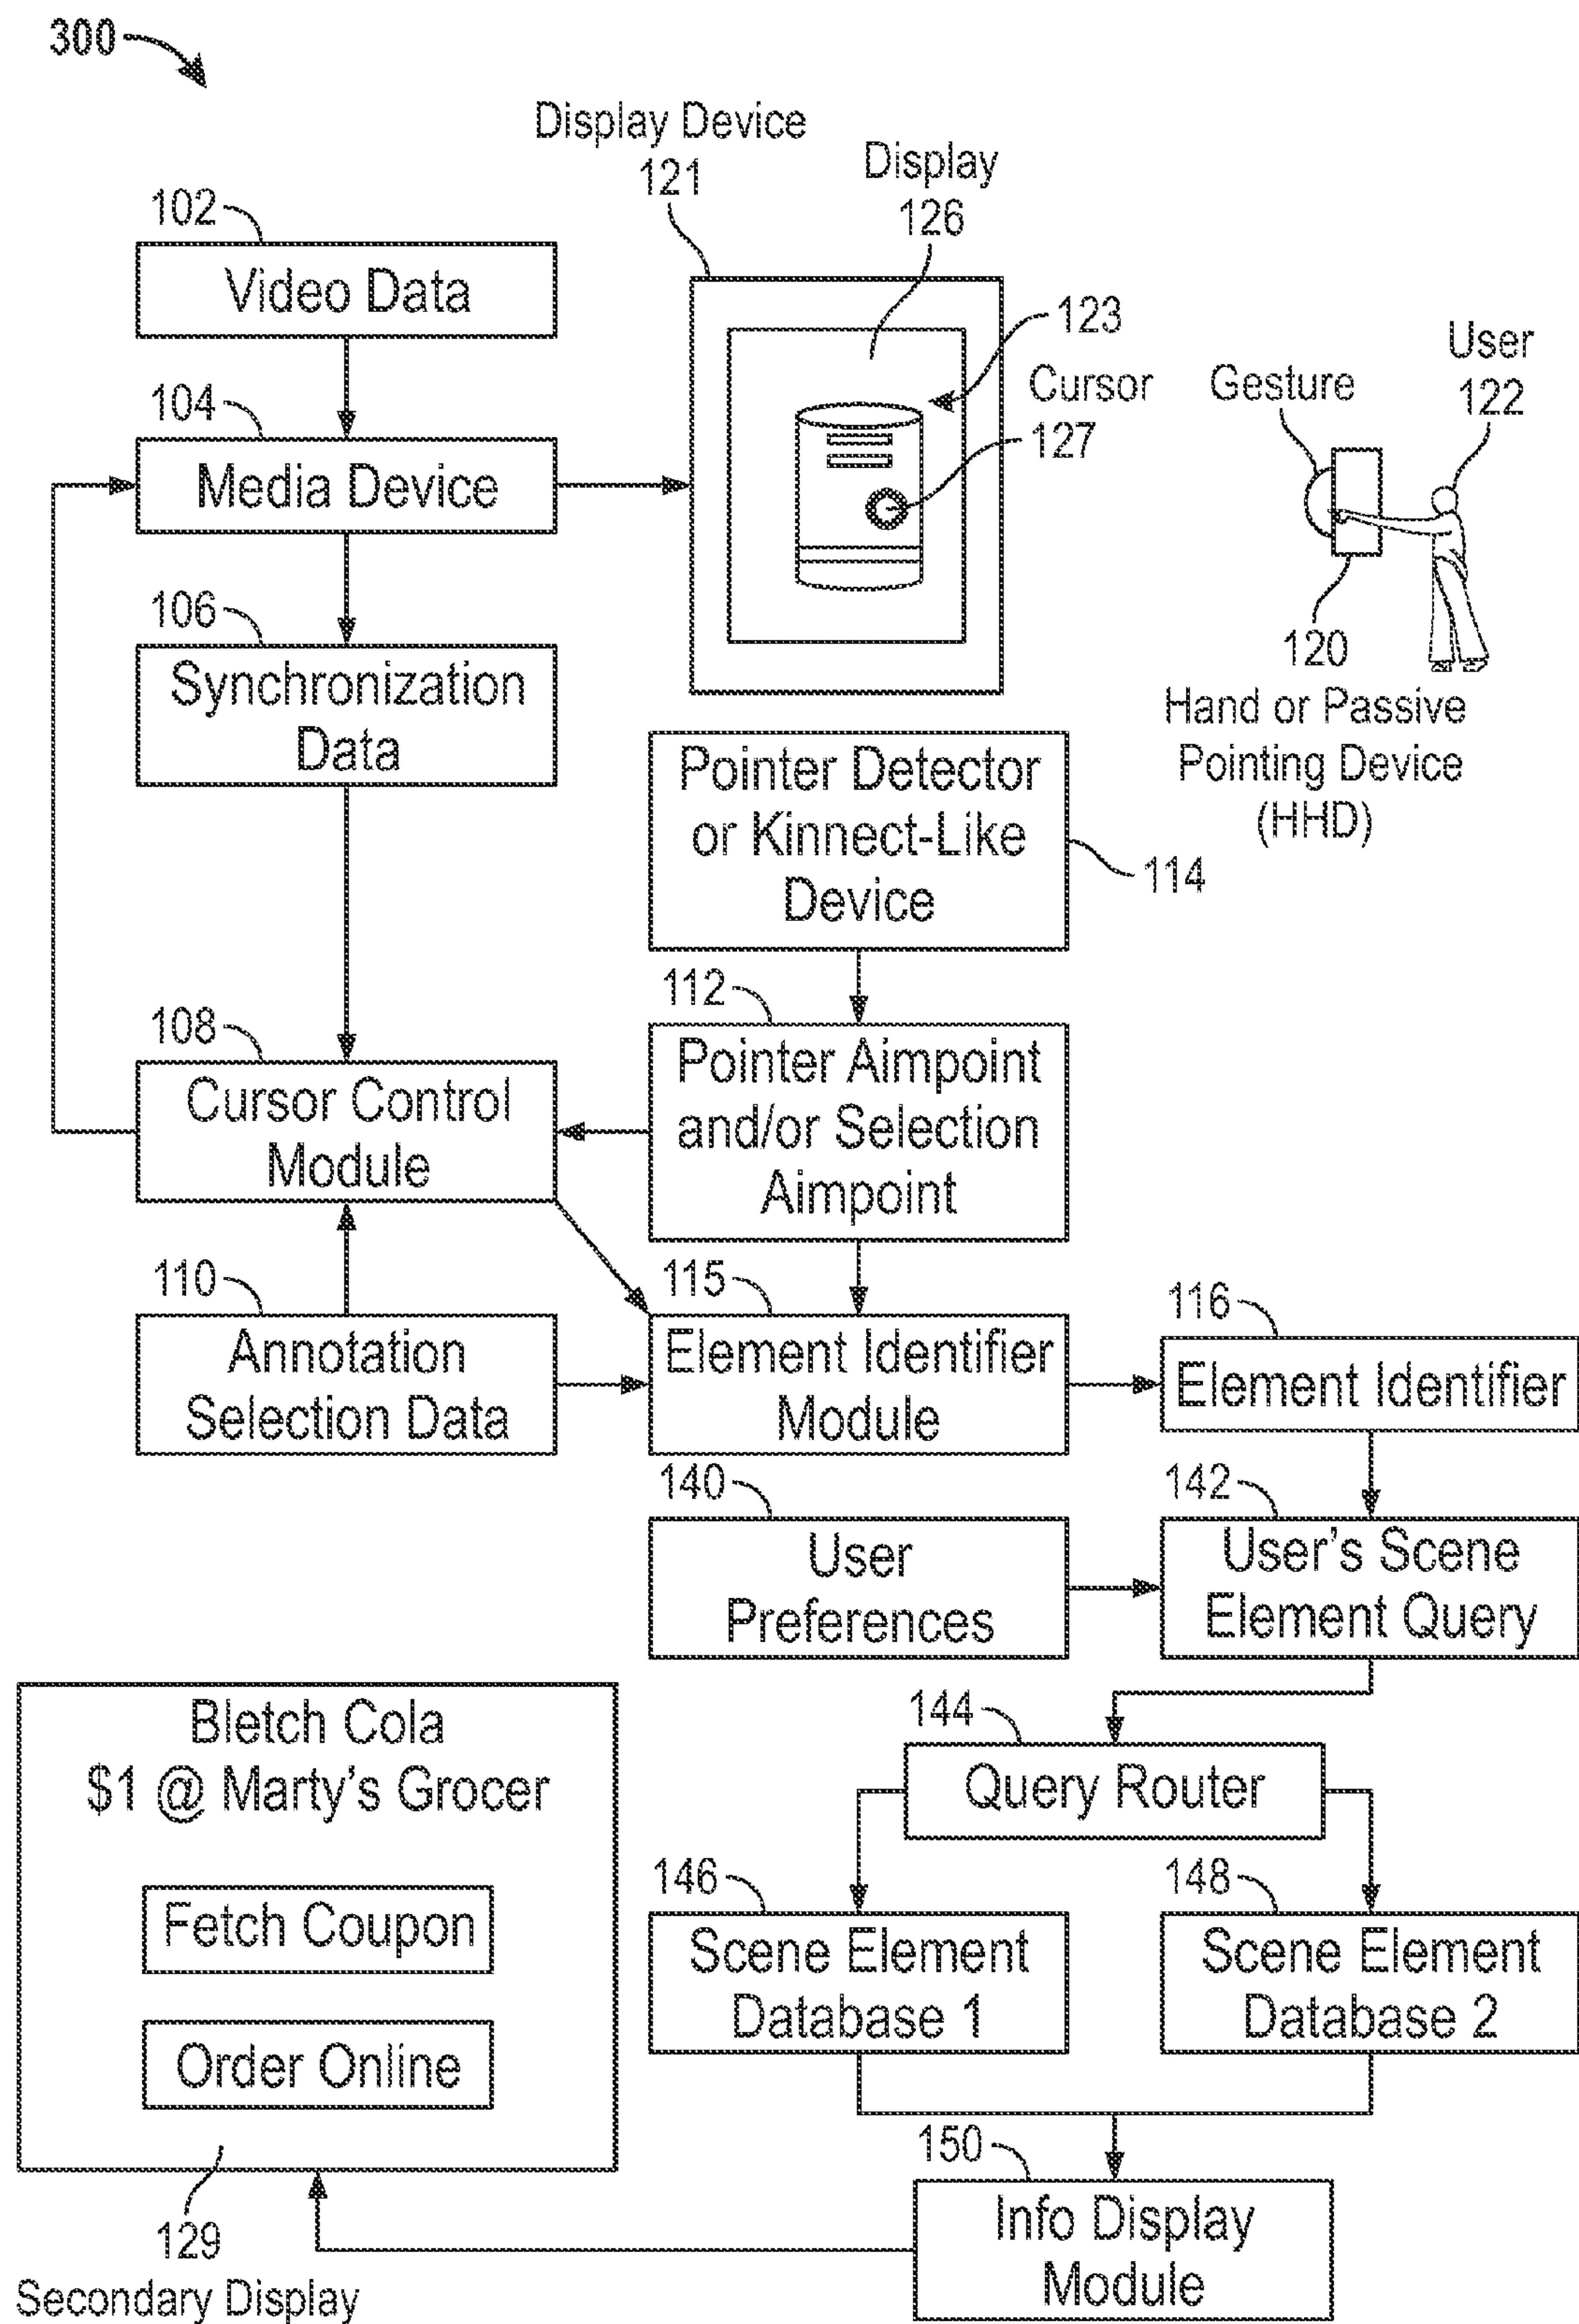 300
Display Device
121
Display
126
102
Video Data
123
Cursor
127
User
122
Gesture
104
Media Device
106
Synchronization
Data
120
Hand or Passive
Pointing Device
(HHD)
Pointer Detector
or Kinnect-Like
Device
114
112
Pointer Aimpoint
and/or Selection
Aimpoint
108
Cursor Control
Module
110
Annotation
Selection Data
115
Element Identifier
Module
116
Element Identifier
140
User
Preferences
142
User's Scene
Element Query
144
Query Router
146
Scene Element
Database 1
148
Scene Element
Database 2
150
Info Display
Module
Bletch Cola
$1 @ Marty's Grocer
Fetch Coupon
Order Online
129
Secondary Display